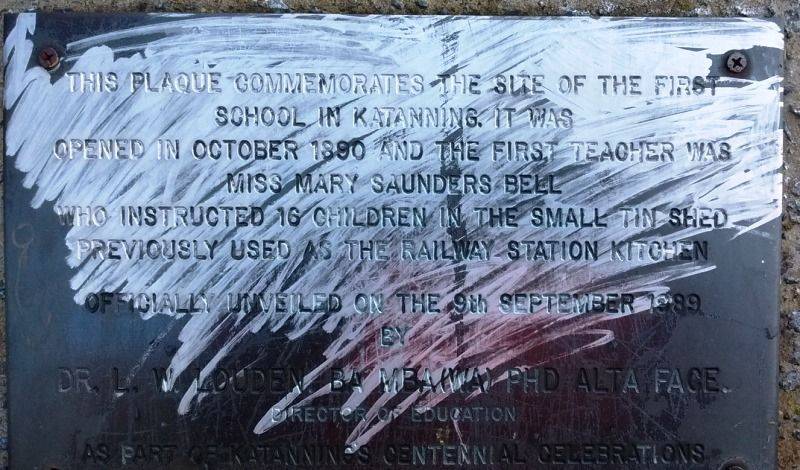 THIS PLAQUE COMMEMORATES THE SITE OF THE FIRST
SCHOOL IN KATANNING. IT WAS
OPENED IN OCTOBER 1890 AND THE FIRST TEACHER WAS
MISS MARY SAUNDERS BELL
WHO INSTRUCTED 16 CHILDREN IN THE SMALL TIN SHED
PREVIOUSLY USED AS THE RAILWAY STATION KITCHEN
OFFICIALLY UNVEILED ON THE 9th SEPTEMBER 1989
BY
DR. L. W. LOUDEN. BA MBA(WA) PHD ALTA FACE.
DIRECTOR OF EDUCATION
AS PART OF KATANNING'S CENTENNIAL CELEBRATIONS